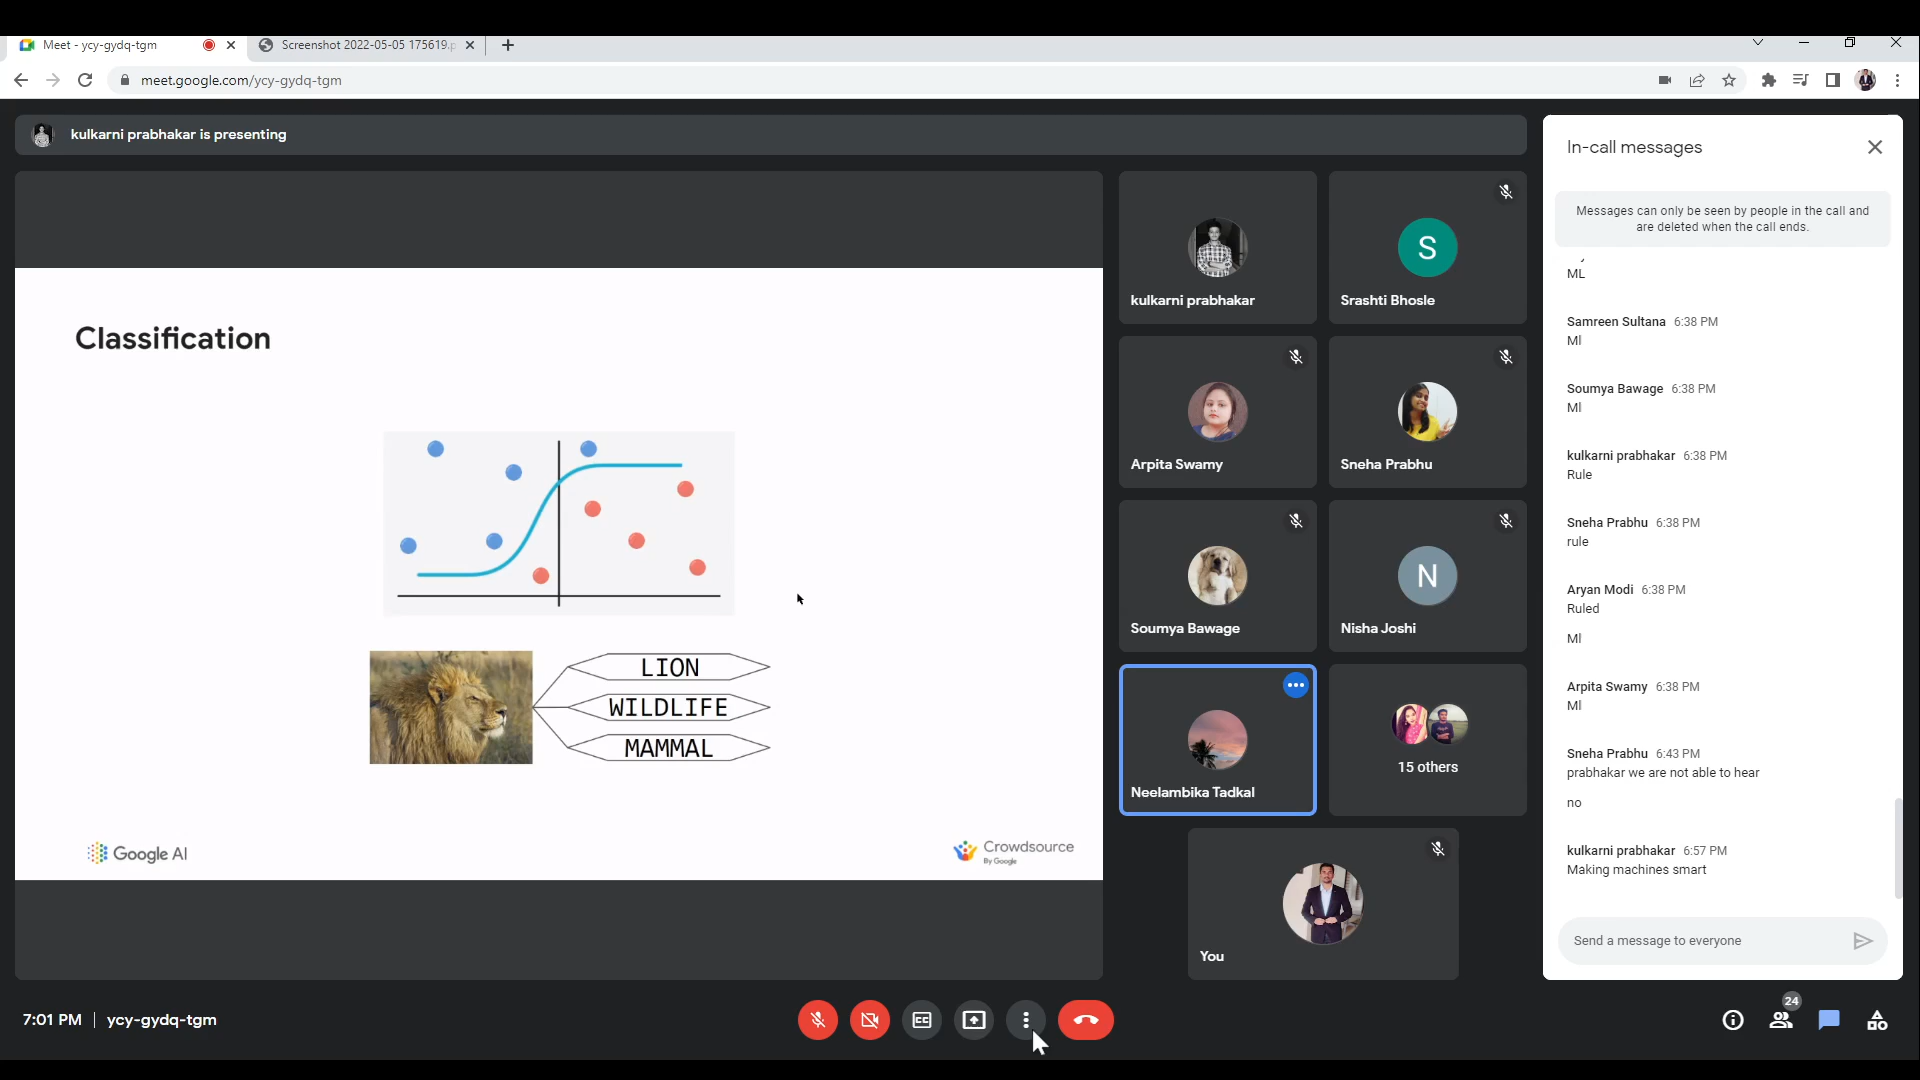 Meet - ycy-gydq-tgm
Screenshot 2022-05-05 175619.p
meet.google.com/ycy-gydq-tgm
kulkarni prabhakar is presenting
Classification
LION
WILDLIFE
MAMMAL
Google AI
Crowdsource
By Google
kulkarni prabhakar
S
Srashti Bhosle
Arpita Swamy
Sneha Prabhu
Soumya Bawage
N
Nisha Joshi
Neelambika Tadkal
15 others
You
In-call messages
Messages can only be seen by people in the call and
are deleted when the call ends.
ML
Samreen Sultana 6:38 PM
Ml
Soumya Bawage 6:38 PM
Ml
kulkarni prabhakar 6:38 PM
Rule
Sneha Prabhu 6:38 PM
rule
Aryan Modi 6:38 PM
Ruled
Ml
Arpita Swamy 6:38 PM
Ml
Sneha Prabhu 6:43 PM
prabhakar we are not able to hear
no
kulkarni prabhakar 6:57 PM
Making machines smart
Send a message to everyone
7:01 PM | ycy-gydq-tgm
CC
24